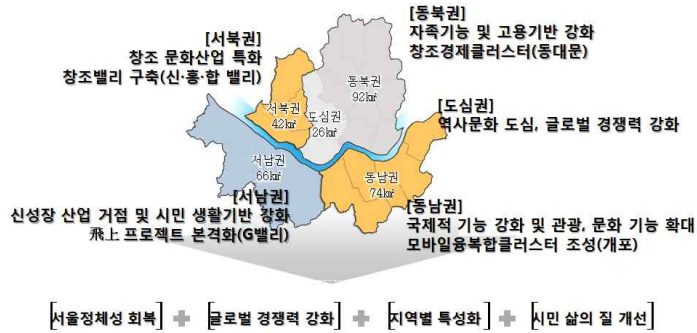 [서북권]
창조 문화산업 특화
창조밸리 구축(신·홍·합 밸리)
[동북권]
자족기능 및 고용기반 강화
창조경제클러스터(동대문)
동북권
92㎢
서북권
42㎢
도심권
26㎢
[도심권]
역사문화 도심, 글로벌 경쟁력 강화
서남권
66㎢
동남권
74㎢
[서남권]
신성장 산업 거점 및 시민 생활기반 강화
飛上 프로젝트 본격화(G밸리)
[동남권]
국제적 기능 강화 및 관광, 문화 기능 확대
모바일융복합클러스터 조성(개포)
[서울정체성 회복] + [글로벌 경쟁력 강화] + [지역별 특성화] + [시민 삶의 질 개선]